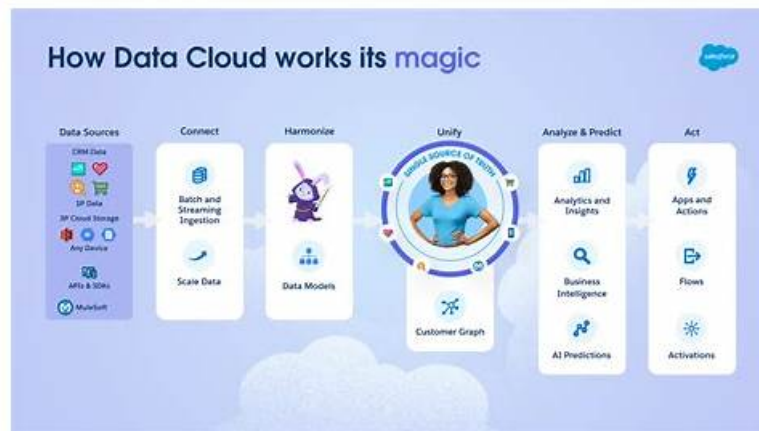 How Data Cloud works its magic
salesforce
Data Sources
CRM Data
3P Data
3P Cloud Storage
Any Device
APIs & SDKs
MuleSoft
Connect
Batch and
Streaming
Ingestion
Scale Data
Harmonize
Data Models
Unify
SINGLE SOURCE OF TRUTH
Customer Graph
Analyze & Predict
Analytics and
Insights
Business
Intelligence
AI Predictions
Act
Apps and
Actions
Flows
Activations